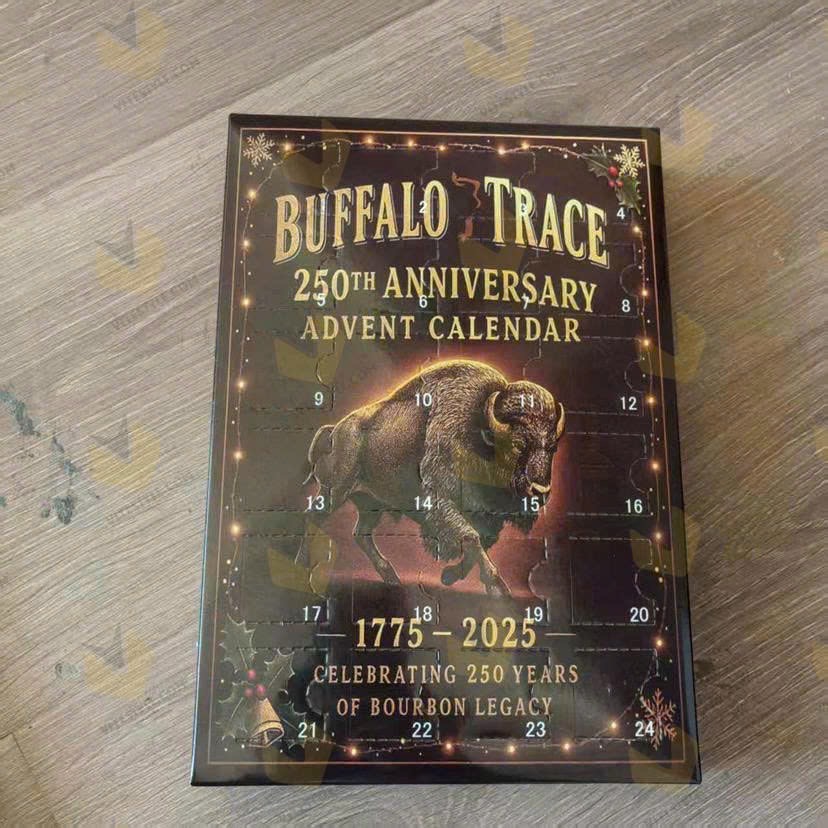 BUFFALO TRACE
2 3 4
250TH ANNIVERSARY
5 6 7 8
ADVENT CALENDAR
9 10 11 12
13 14 15 16
17 18 19 20
1775 – 2025
CELEBRATING 250 YEARS
OF BOURBON LEGACY
21 22 23 24